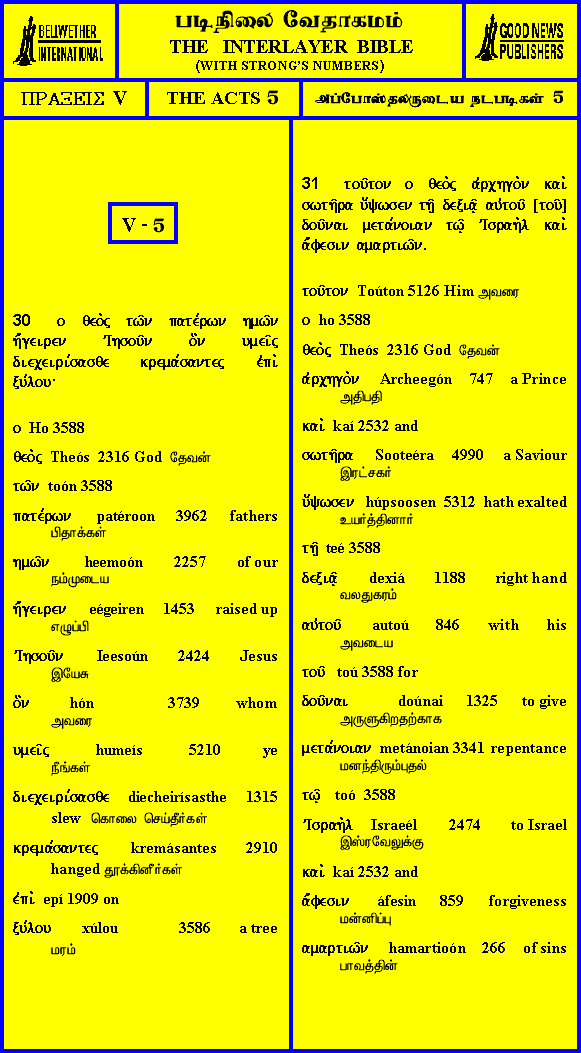 BELLWETHER
INTERNATIONAL
படிநிலை வேதாகமம்
THE INTERLAYER BIBLE
(WITH STRONG'S NUMBERS)
GOOD NEWS
PUBLISHERS
ΠΡΑΞΕΙΣ V
THE ACTS 5
அப்போஸ்தலருடைய நடபடிகள் 5
V - 5
30 ο θεὸς τῶν πατέρων ημῶν
ἤγειρεν Ἰησοῦν ὃν υμεῖς
διεχειρίσασθε κρεμάσαντες ἐπὶ
ξύλου·
ο Ho 3588
θεὸς Theós 2316 God தேவன்
τῶν toón 3588
πατέρων patéroon 3962 fathers
பிதாக்கள்
ημῶν heemoón 2257 of our
நம்முடைய
ἤγειρεν eégeiren 1453 raised up
எழுப்பி
Ἰησοῦν Ieesoún 2424 Jesus
இயேசு
ὃν hón 3739 whom
அவரை
υμεῖς humeís 5210 ye
நீங்கள்
διεχειρίσασθε diecheirísasthe 1315
slew கொலை செய்தீர்கள்
κρεμάσαντες kremásantes 2910
hanged தூக்கினீர்கள்
ἐπὶ epí 1909 on
ξύλου xúlou 3586 a tree
மரம்
31 τοῦτον ο θεὸς ἀρχηγὸν καὶ
σωτῆρα ὕψωσεν τῇ δεξιᾷ αὐτοῦ [τοῦ]
δοῦναι μετάνοιαν τῷ Ἰσραὴλ καὶ
ἄφεσιν αμαρτιῶν.
τοῦτον Toúton 5126 Him அவரை
ο ho 3588
θεὸς Theós 2316 God தேவன்
ἀρχηγὸν Archeegón 747 a Prince
அதிபதி
καὶ kaí 2532 and
σωτῆρα Sooteéra 4990 a Saviour
இரட்சகர்
ὕψωσεν húpsoosen 5312 hath exalted
உயர்த்தினார்
τῇ teé 3588
δεξιᾷ dexiá 1188 right hand
வலதுகரம்
αὐτοῦ autoú 846 with his
அவடைய
τοῦ toú 3588 for
δοῦναι doúnai 1325 to give
அருளுகிறதற்காக
μετάνοιαν metánoian 3341 repentance
மனந்திரும்புதல்
τῷ toó 3588
Ἰσραὴλ Israeél 2474 to Israel
இஸ்ரவேலுக்கு
καὶ kaí 2532 and
ἄφεσιν áfesin 859 forgiveness
மன்னிப்பு
αμαρτιῶν hamartioón 266 of sins
பாவத்தின்